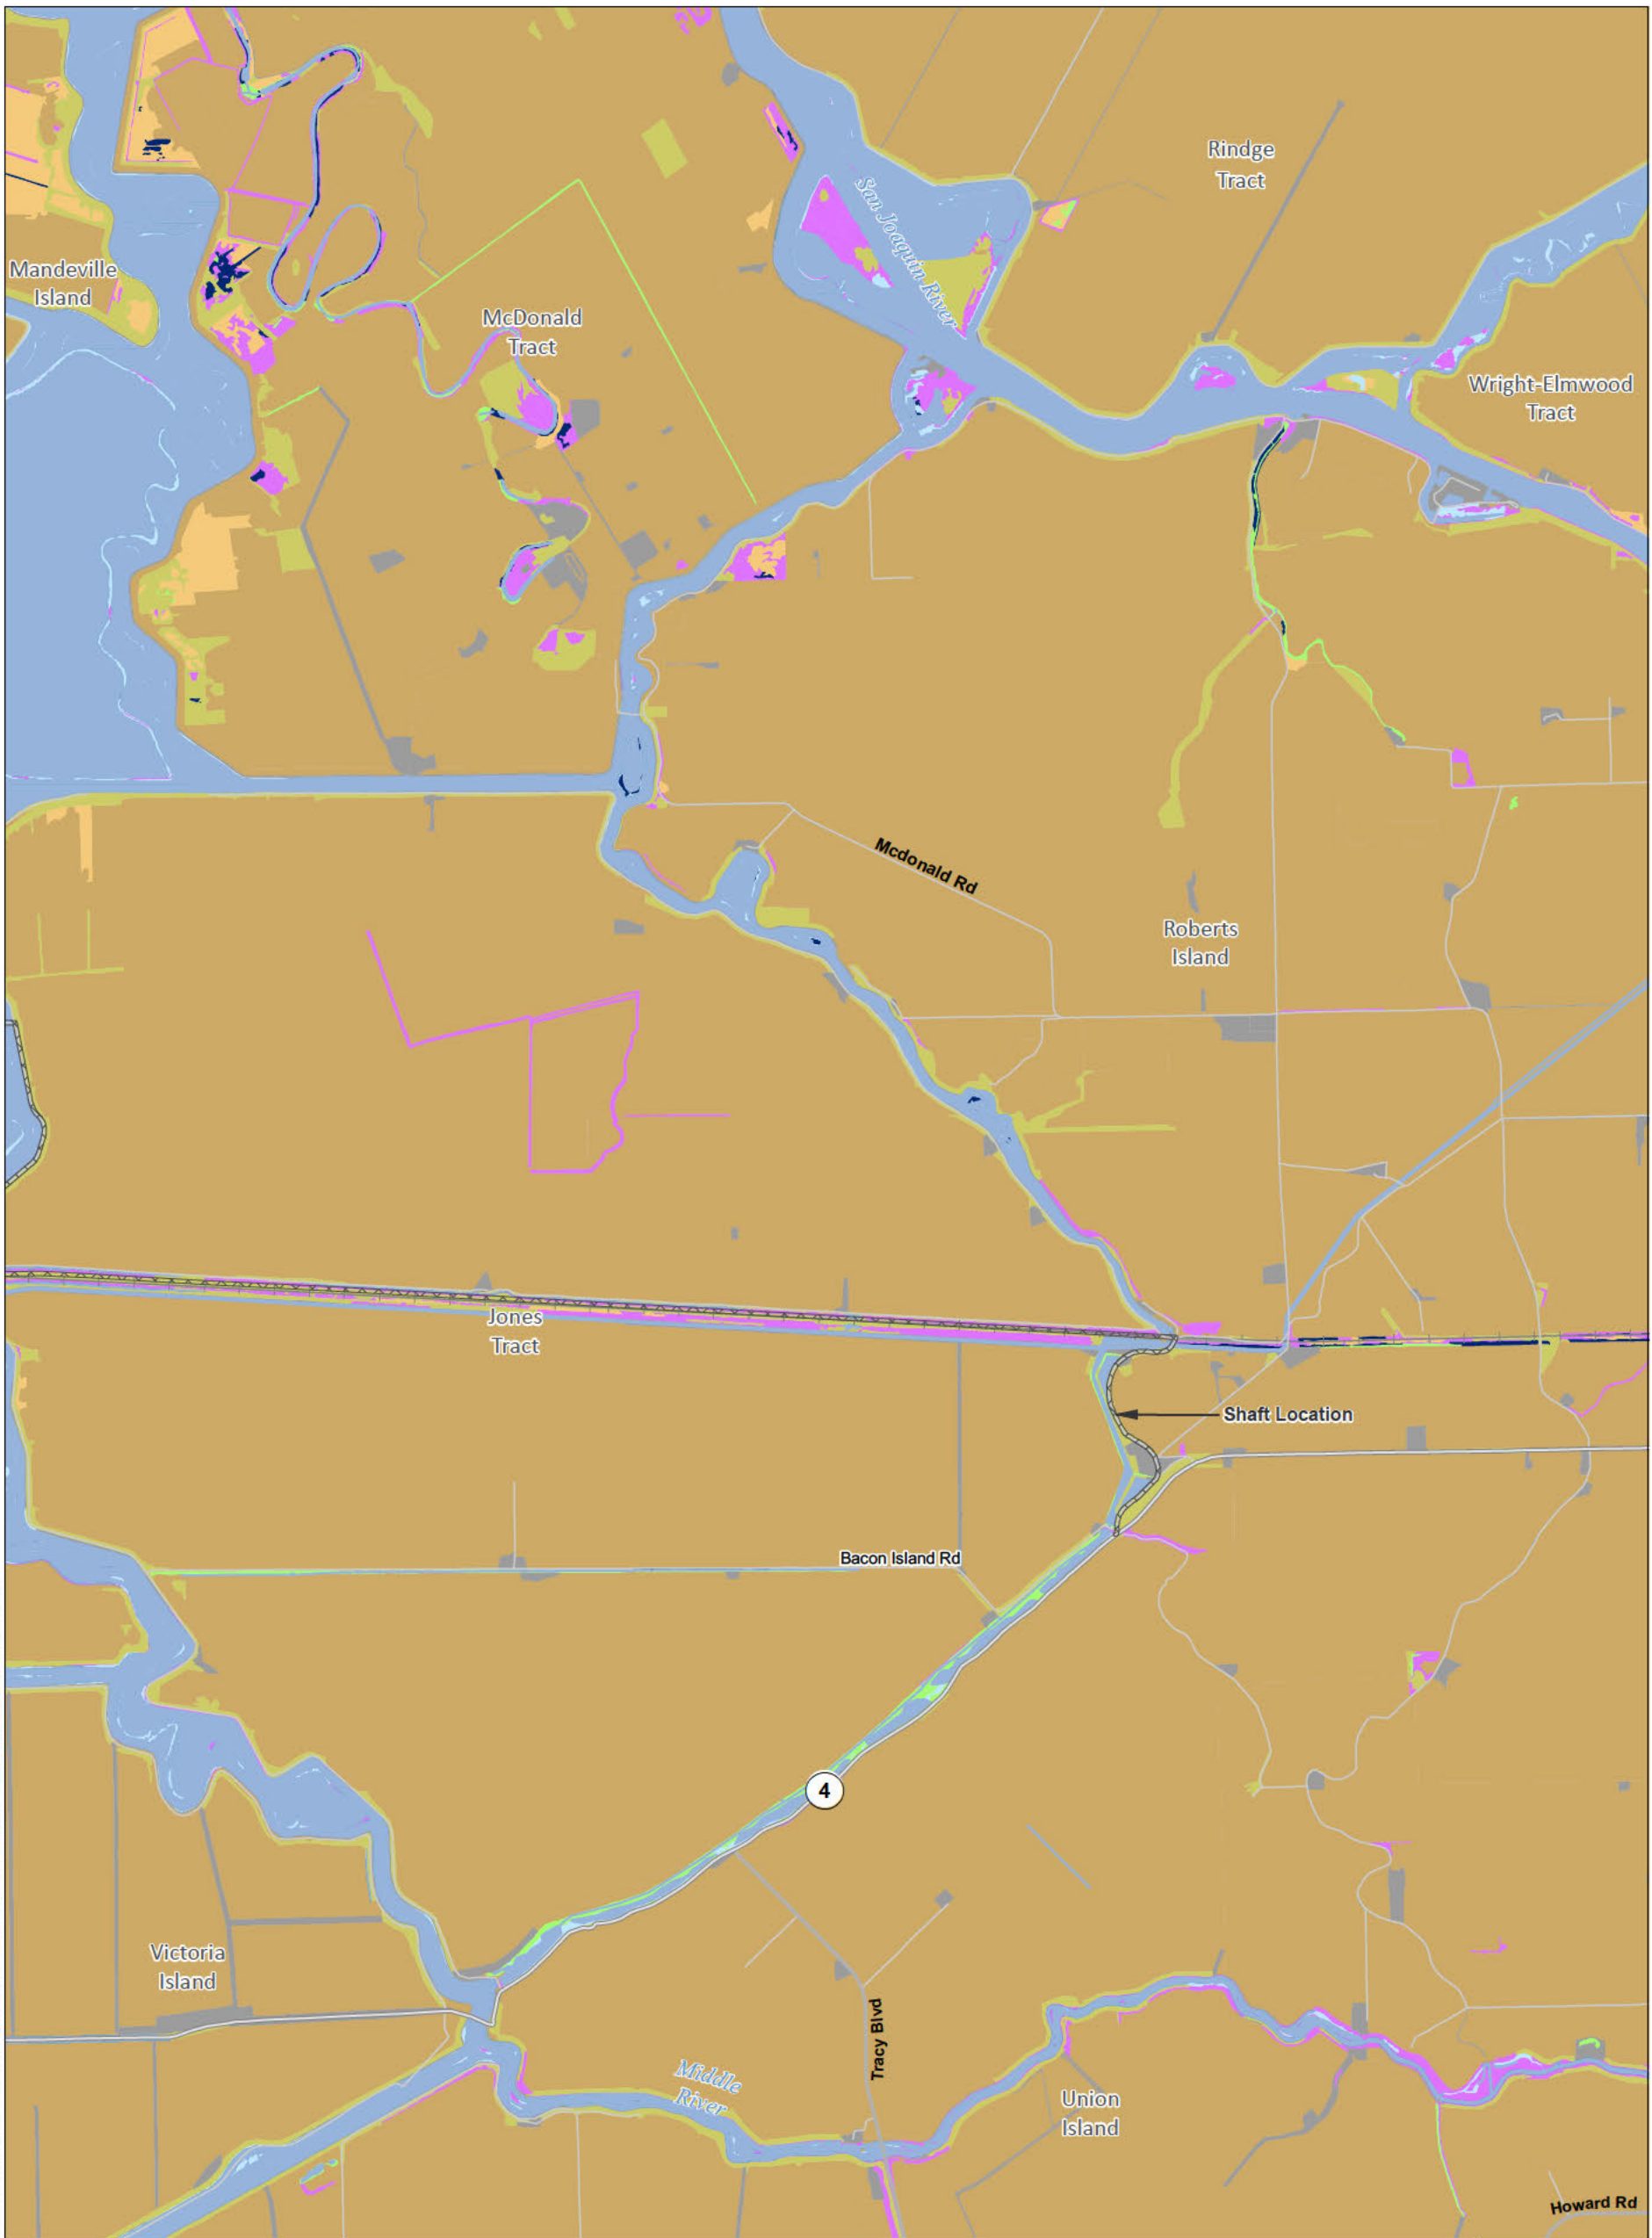 Rindge
Tract
San Joaquin River
Mandeville
Island
McDonald
Tract
Wright-Elmwood
Tract
Mcdonald Rd
Roberts
Island
Jones
Tract
Shaft Location
Bacon Island Rd
4
Victoria
Island
Tracy Blvd
Middle
River
Union
Island
Howard Rd